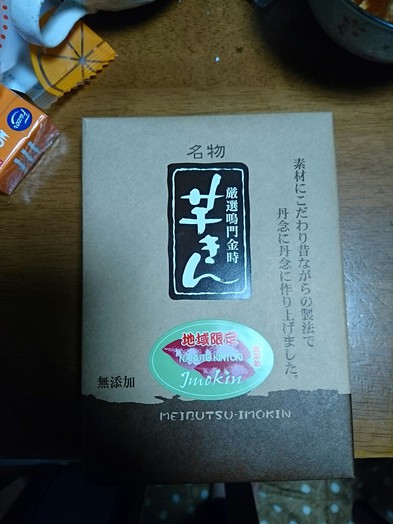 名物
厳選鳴門金時
芋きん
素材にこだわり昔ながらの製法で
丹念に丹念に作り上げました。
地域限定
NARUTO KINTOKI
Imokin
無添加
MEIBUTSU-IMOKIN